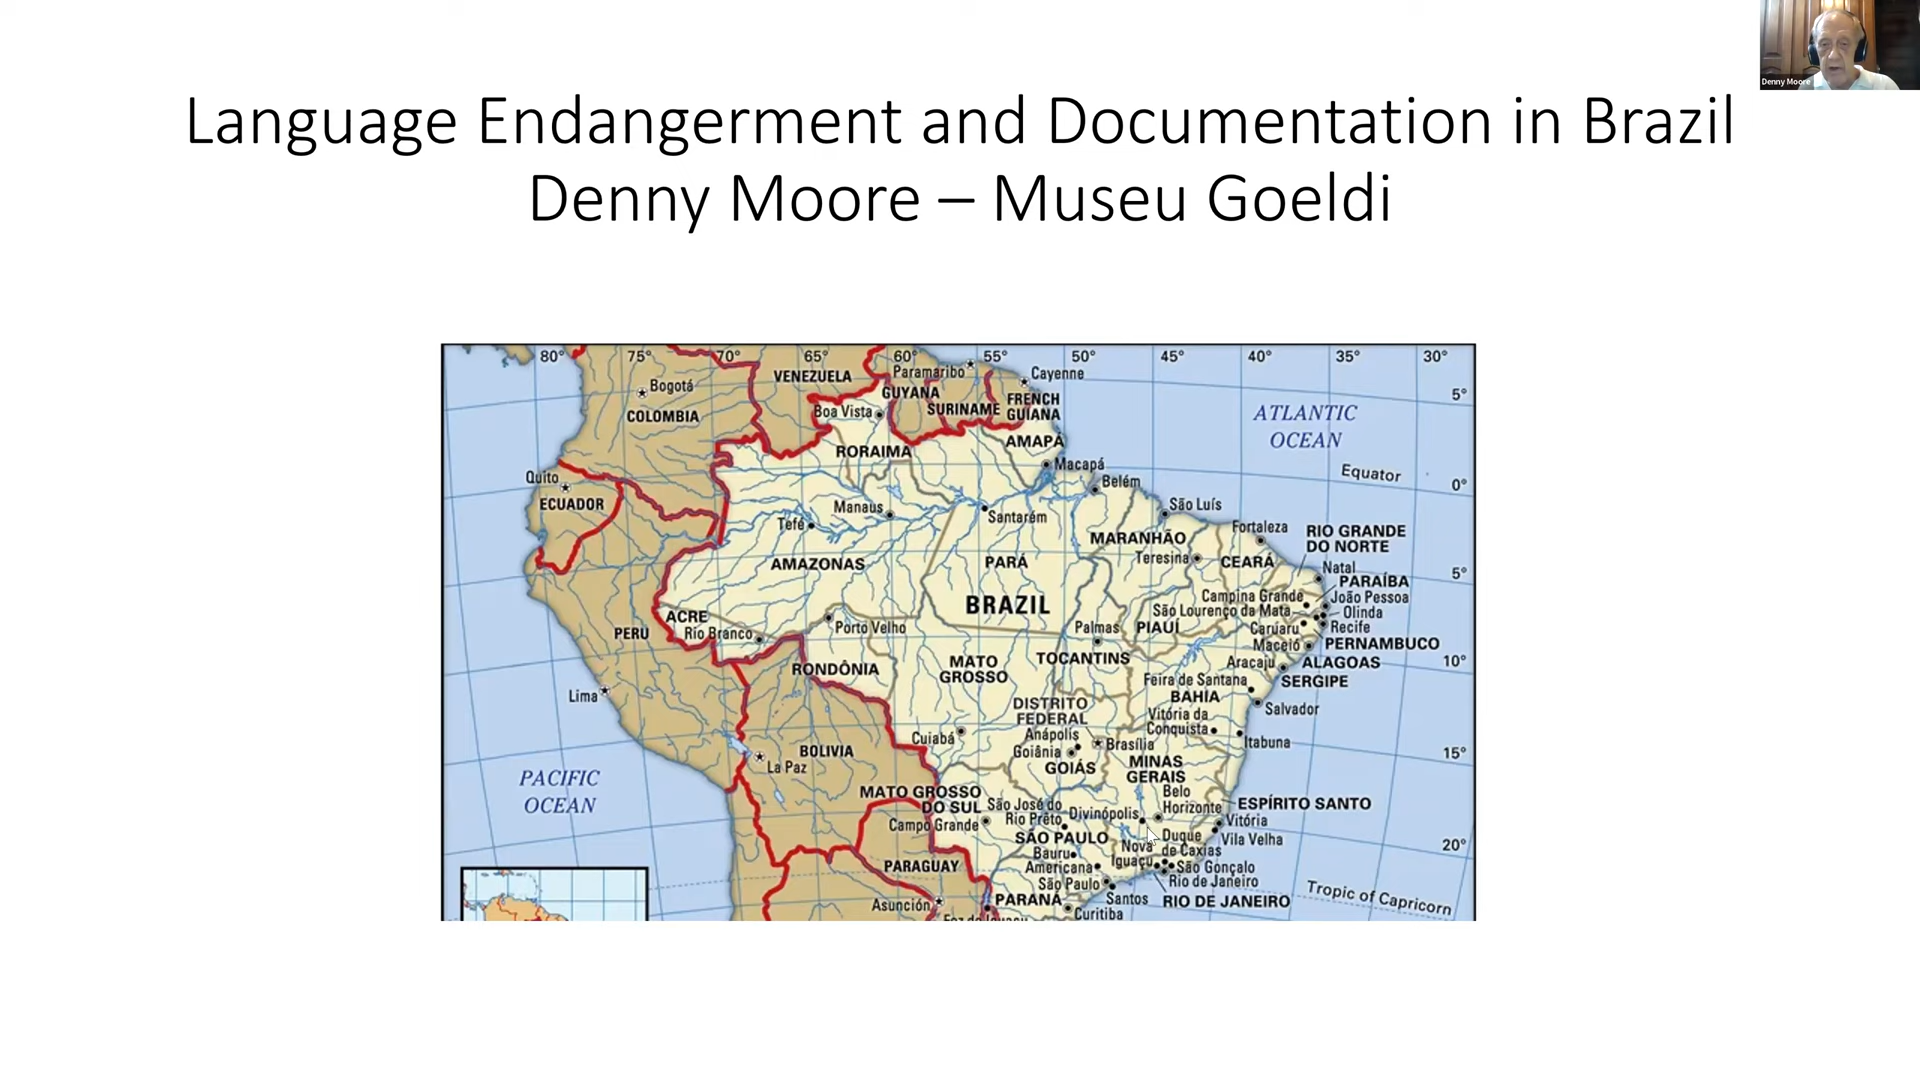 Denny Moore
Language Endangerment and Documentation in Brazil
Denny Moore – Museu Goeldi
80° 75° 70° 65° 60° 55° 50° 45° 40° 35° 30°
VENEZUELA
Paramaribo
Cayenne
Bogotá
GUYANA
5°
COLOMBIA
Boa Vista
SURINAME
FRENCH
GUIANA
ATLANTIC
OCEAN
AMAPÁ
RORAIMA
Macapá
Equator
Quito
Belém
0°
ECUADOR
Manaus
São Luís
Tefé
Santarém
Fortaleza
RIO GRANDE
DO NORTE
MARANHÃO
Teresina
CEARÁ
AMAZONAS
PARÁ
Natal
5°
PARAÍBA
BRAZIL
Campina Grande
João Pessoa
São Lourenço da Mata
Olinda
ACRE
PERU
Rio Branco
Porto Velho
Palmas
PIAUÍ
Caruaru
Recife
Maceió
PERNAMBUCO
RONDÔNIA
MATO
GROSSO
TOCANTINS
Aracaju
ALAGOAS
10°
Feira de Santana
SERGIPE
Lima
BAHIA
DISTRITO
FEDERAL
Vitória da
Conquista
Salvador
Cuiabá
Anápolis
Goiânia
Brasília
Itabuna
BOLIVIA
La Paz
GOIÁS
MINAS
GERAIS
15°
PACIFIC
OCEAN
MATO GROSSO
DO SUL
São José do
Rio Prêto
Divinópolis
Belo
Horizonte
ESPÍRITO SANTO
Vitória
Campo Grande
SÃO PAULO
Duque
de Caxias
Vila Velha
Nova
Iguaçu
20°
Bauru
PARAGUAY
Americana
São Gonçalo
São Paulo
Rio de Janeiro
Tropic of Capricorn
Asunción
PARANÁ
Santos
RIO DE JANEIRO
Curitiba